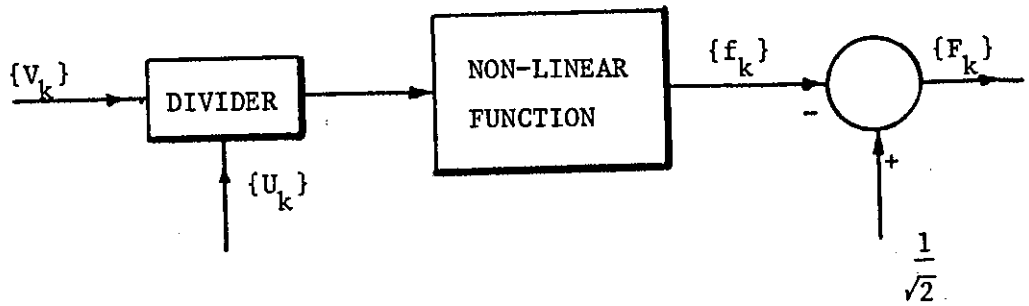 {V_k}
DIVIDER
{U_k}
NON-LINEAR
FUNCTION
{f_k}
-
{F_k}
+
1
√2